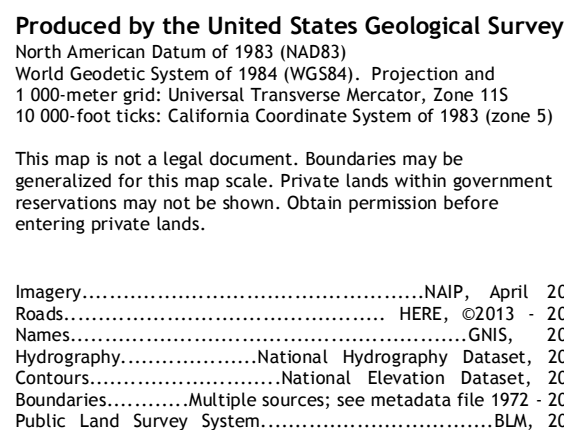 Produced by the United States Geological Survey
North American Datum of 1983 (NAD83)
World Geodetic System of 1984 (WGS84). Projection and
1 000-meter grid: Universal Transverse Mercator, Zone 11S
10 000-foot ticks: California Coordinate System of 1983 (zone 5)
This map is not a legal document. Boundaries may be
generalized for this map scale. Private lands within government
reservations may not be shown. Obtain permission before
entering private lands.
Imagery....................................................NAIP, April 20
Roads................................................ HERE, ©2013 - 20
Names............................................................GNIS, 20
Hydrography....................National Hydrography Dataset, 20
Contours............................National Elevation Dataset, 20
Boundaries............Multiple sources; see metadata file 1972 - 20
Public Land Survey System..................................BLM, 20